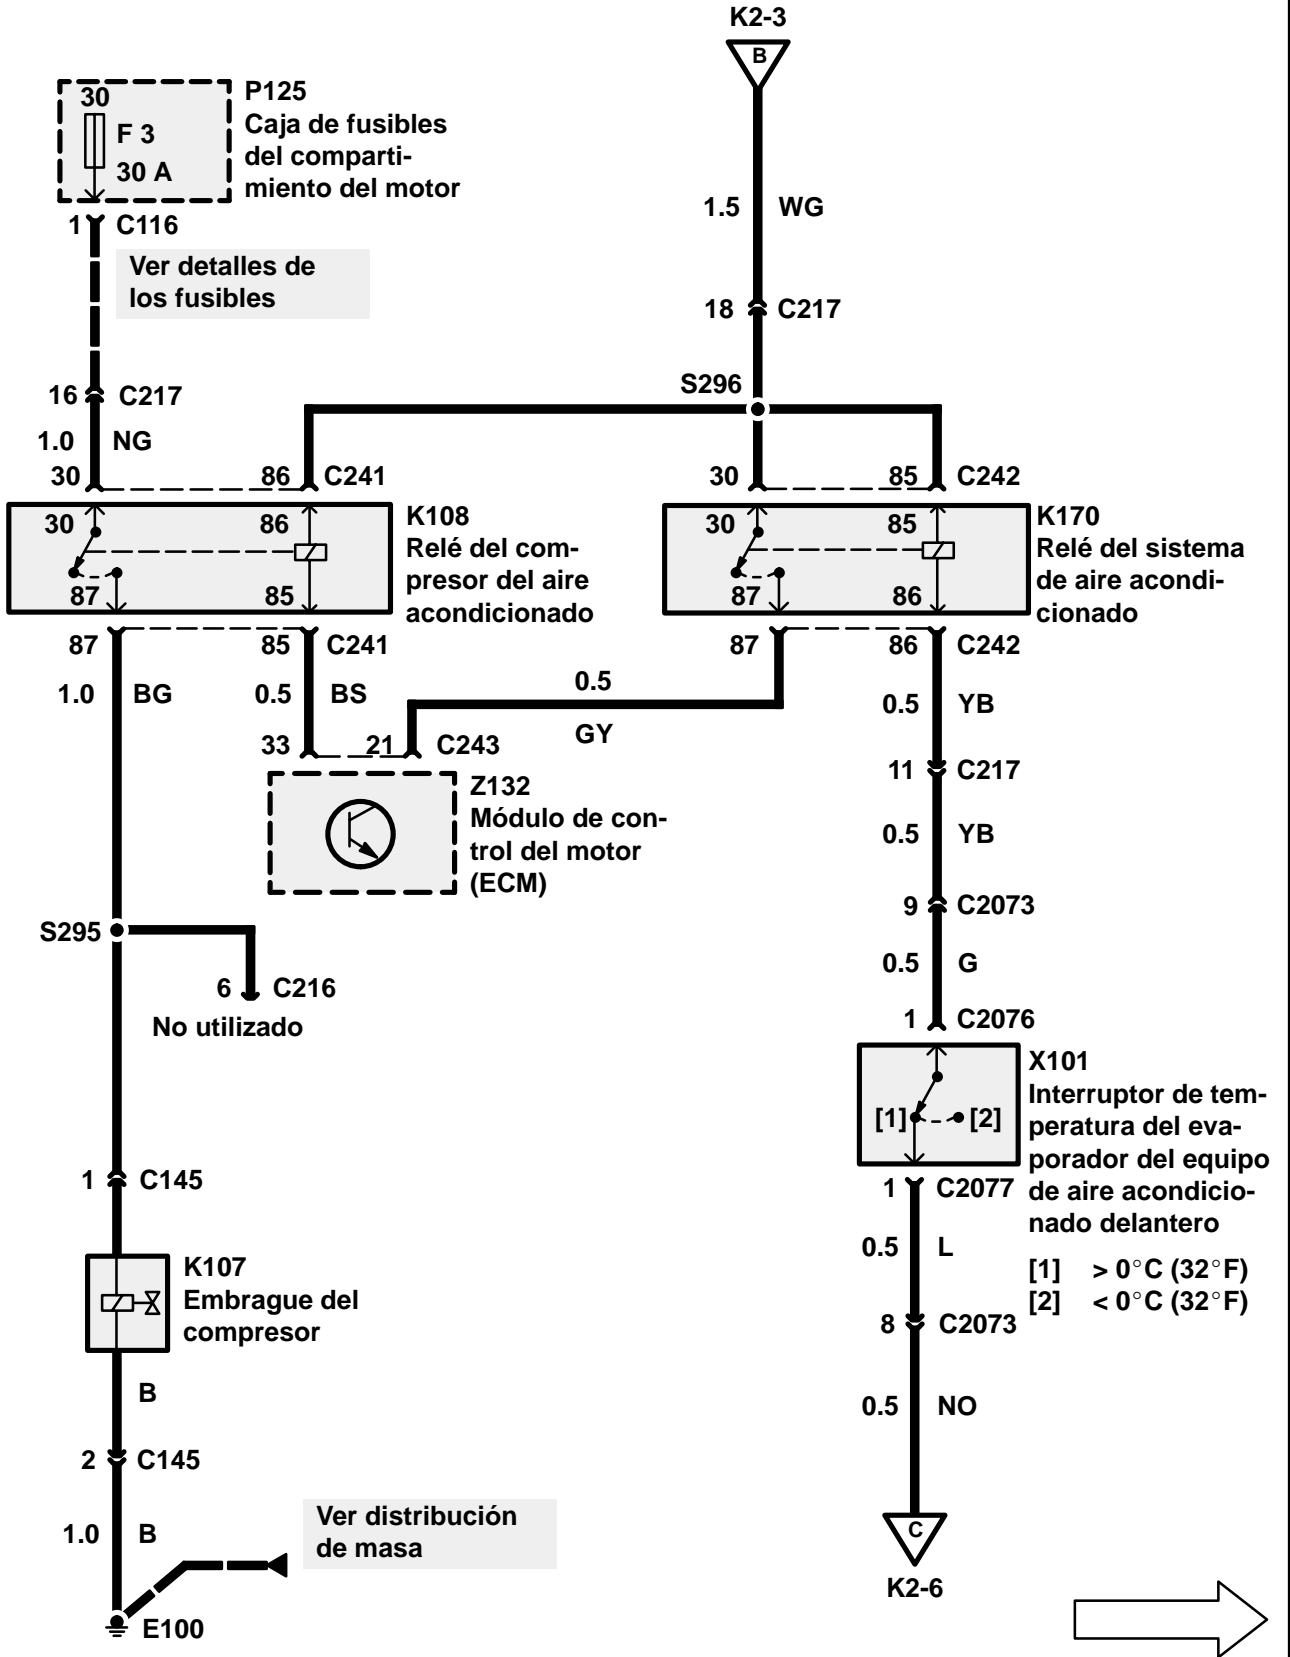 K2-3
B
30
F 3
30 A
P125
Caja de fusibles
del comparti-
miento del motor
1 C116
Ver detalles de
los fusibles
1.5 WG
18 C217
16 C217
S296
1.0 NG
30 86 C241
30 85 C242
30 86
87 85
K108
Relé del com-
presor del aire
acondicionado
30 85
87 86
K170
Relé del sistema
de aire acondi-
cionado
87 85 C241
87 86 C242
1.0 BG
0.5 BS
0.5
GY
0.5 YB
33 21 C243
Z132
Módulo de con-
trol del motor
(ECM)
11 C217
0.5 YB
9 C2073
S295
0.5 G
6 C216
No utilizado
1 C2076
[1] [2]
X101
Interruptor de tem-
peratura del eva-
porador del equipo
de aire acondicio-
nado delantero
[1] > 0°C (32°F)
[2] < 0°C (32°F)
1 C145
1 C2077
0.5 L
K107
Embrague del
compresor
8 C2073
B
0.5 NO
2 C145
1.0 B
Ver distribución
de masa
C
K2-6
E100